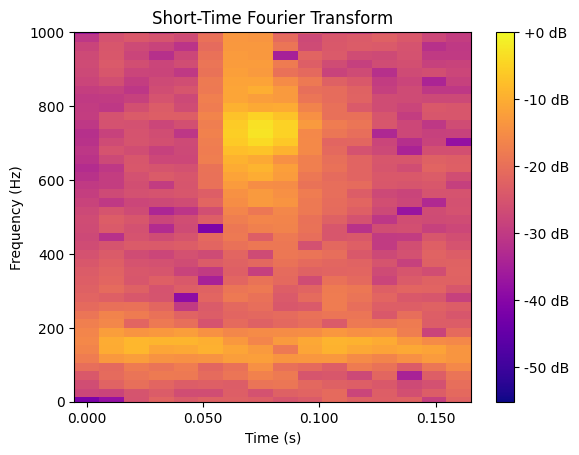 Short-Time Fourier Transform
1000
800
600
400
200
0
Frequency (Hz)
0.000
0.050
0.100
0.150
Time (s)
+0 dB
-10 dB
-20 dB
-30 dB
-40 dB
-50 dB